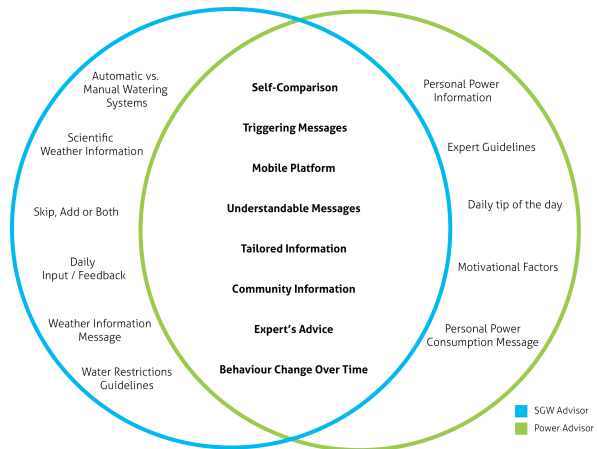 Automatic vs.
Manual Watering
Systems
Scientific
Weather Information
Skip, Add or Both
Daily
Input / Feedback
Weather Information
Message
Water Restrictions
Guidelines
Self-Comparison
Triggering Messages
Mobile Platform
Understandable Messages
Tailored Information
Community Information
Expert's Advice
Behaviour Change Over Time
Personal Power
Information
Expert Guidelines
Daily tip of the day
Motivational Factors
Personal Power
Consumption Message
SGW Advisor
Power Advisor